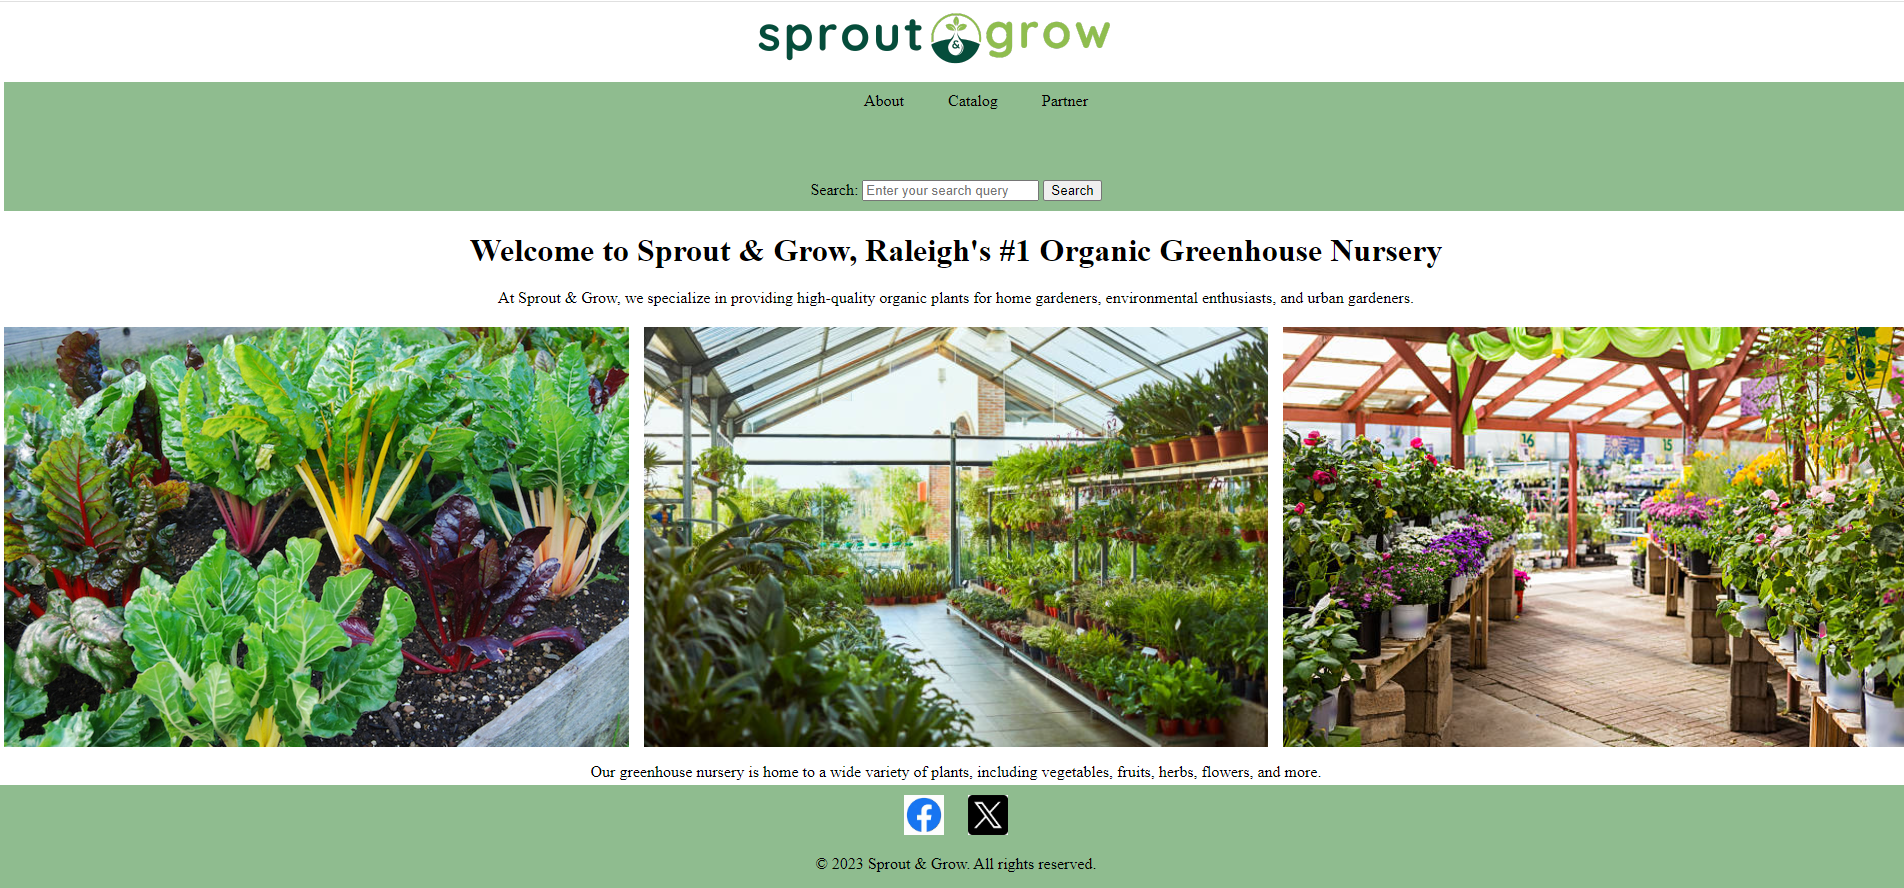 sprout & grow
About Catalog Partner
Search: Enter your search query Search
Welcome to Sprout & Grow, Raleigh's #1 Organic Greenhouse Nursery
At Sprout & Grow, we specialize in providing high-quality organic plants for home gardeners, environmental enthusiasts, and urban gardeners.
16 15
Our greenhouse nursery is home to a wide variety of plants, including vegetables, fruits, herbs, flowers, and more.
© 2023 Sprout & Grow. All rights reserved.